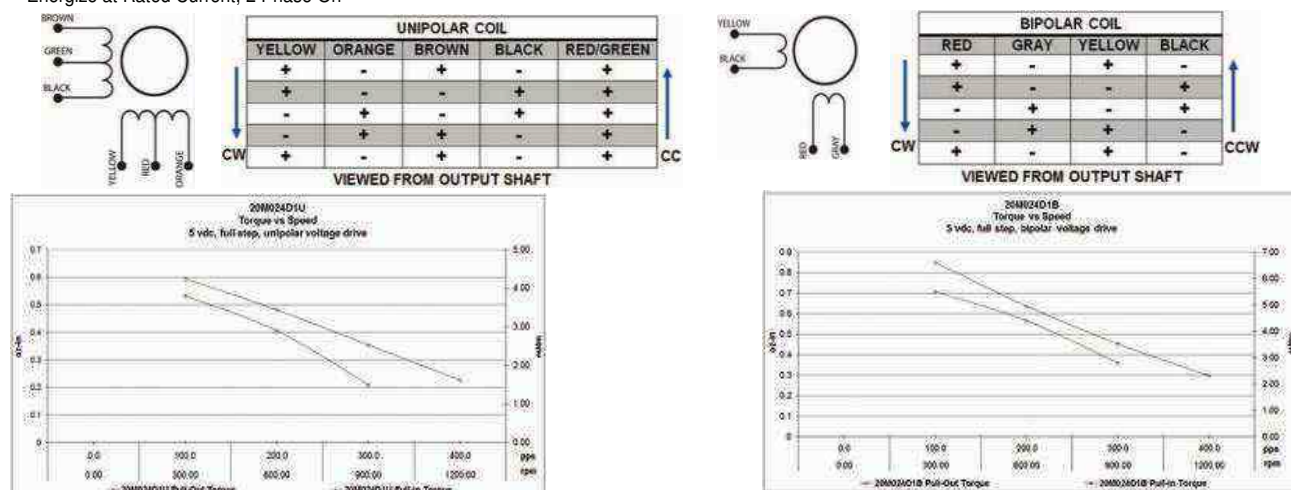 Energize at Rated Current, 2 Phase On
BROWN
GREEN
BLACK
YELLOW
RED
ORANGE
UNIPOLAR COIL
YELLOW ORANGE BROWN BLACK RED/GREEN
+ - + - +
+ - - + +
- + - + +
- + + - +
+ - + - +
CW
CC
VIEWED FROM OUTPUT SHAFT
YELLOW
BLACK
RED
GRAY
BIPOLAR COIL
RED GRAY YELLOW BLACK
+ - + -
+ - - +
- + - +
- + + -
+ - + -
CW
CCW
VIEWED FROM OUTPUT SHAFT
20M024D1U
Torque vs Speed
5 vdc, full step, unipolar voltage drive
0.7
0.6
0.5
0.4
0.3
0.2
0.1
0
oz-in
5.00
4.00
3.00
2.00
1.00
0.00
0.0 100.0 200.0 300.0 400.0 pps
0.00 300.00 600.00 900.00 1200.00 rpm
20M024D1U Pull-Out Torque
20M024D1U Pull-In Torque
20M024D1B
Torque vs Speed
5 vdc, full step, bipolar voltage drive
0.9
0.8
0.7
0.6
0.5
0.4
0.3
0.2
0.1
0
oz-in
7.00
6.00
5.00
4.00
3.00
2.00
1.00
0.00
0.0 100.0 200.0 300.0 400.0 pps
0.00 300.00 600.00 900.00 1200.00 rpm
20M024D1B Pull-Out Torque
20M024D1B Pull-In Torque